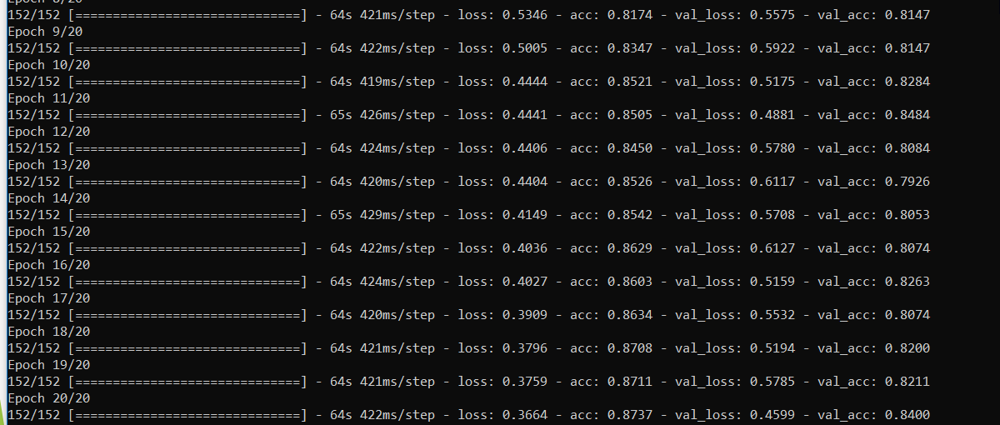 Epoch 8/20
152/152 [==============================] - 64s 421ms/step - loss: 0.5346 - acc: 0.8174 - val_loss: 0.5575 - val_acc: 0.8147
Epoch 9/20
152/152 [==============================] - 64s 422ms/step - loss: 0.5005 - acc: 0.8347 - val_loss: 0.5922 - val_acc: 0.8147
Epoch 10/20
152/152 [==============================] - 64s 419ms/step - loss: 0.4444 - acc: 0.8521 - val_loss: 0.5175 - val_acc: 0.8284
Epoch 11/20
152/152 [==============================] - 65s 426ms/step - loss: 0.4441 - acc: 0.8505 - val_loss: 0.4881 - val_acc: 0.8484
Epoch 12/20
152/152 [==============================] - 64s 424ms/step - loss: 0.4406 - acc: 0.8450 - val_loss: 0.5780 - val_acc: 0.8084
Epoch 13/20
152/152 [==============================] - 64s 420ms/step - loss: 0.4404 - acc: 0.8526 - val_loss: 0.6117 - val_acc: 0.7926
Epoch 14/20
152/152 [==============================] - 65s 429ms/step - loss: 0.4149 - acc: 0.8542 - val_loss: 0.5708 - val_acc: 0.8053
Epoch 15/20
152/152 [==============================] - 64s 422ms/step - loss: 0.4036 - acc: 0.8629 - val_loss: 0.6127 - val_acc: 0.8074
Epoch 16/20
152/152 [==============================] - 64s 424ms/step - loss: 0.4027 - acc: 0.8603 - val_loss: 0.5159 - val_acc: 0.8263
Epoch 17/20
152/152 [==============================] - 64s 420ms/step - loss: 0.3909 - acc: 0.8634 - val_loss: 0.5532 - val_acc: 0.8074
Epoch 18/20
152/152 [==============================] - 64s 421ms/step - loss: 0.3796 - acc: 0.8708 - val_loss: 0.5194 - val_acc: 0.8200
Epoch 19/20
152/152 [==============================] - 64s 421ms/step - loss: 0.3759 - acc: 0.8711 - val_loss: 0.5785 - val_acc: 0.8211
Epoch 20/20
152/152 [==============================] - 64s 422ms/step - loss: 0.3664 - acc: 0.8737 - val_loss: 0.4599 - val_acc: 0.8400